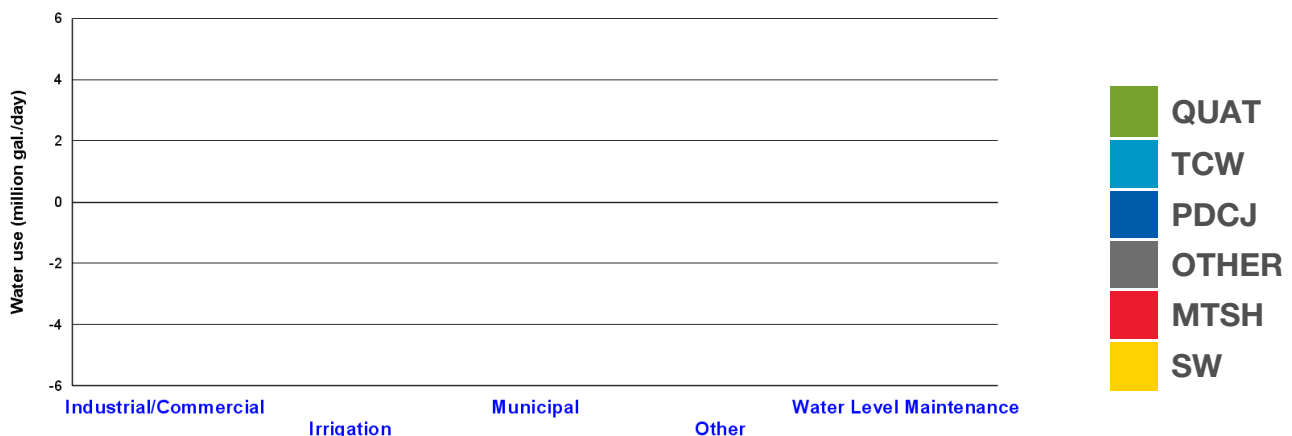 6
4
2
0
-2
-4
-6
Water use (million gal./day)
Industrial/Commercial
Irrigation
Municipal
Other
Water Level Maintenance
QUAT
TCW
PDCJ
OTHER
MTSH
SW